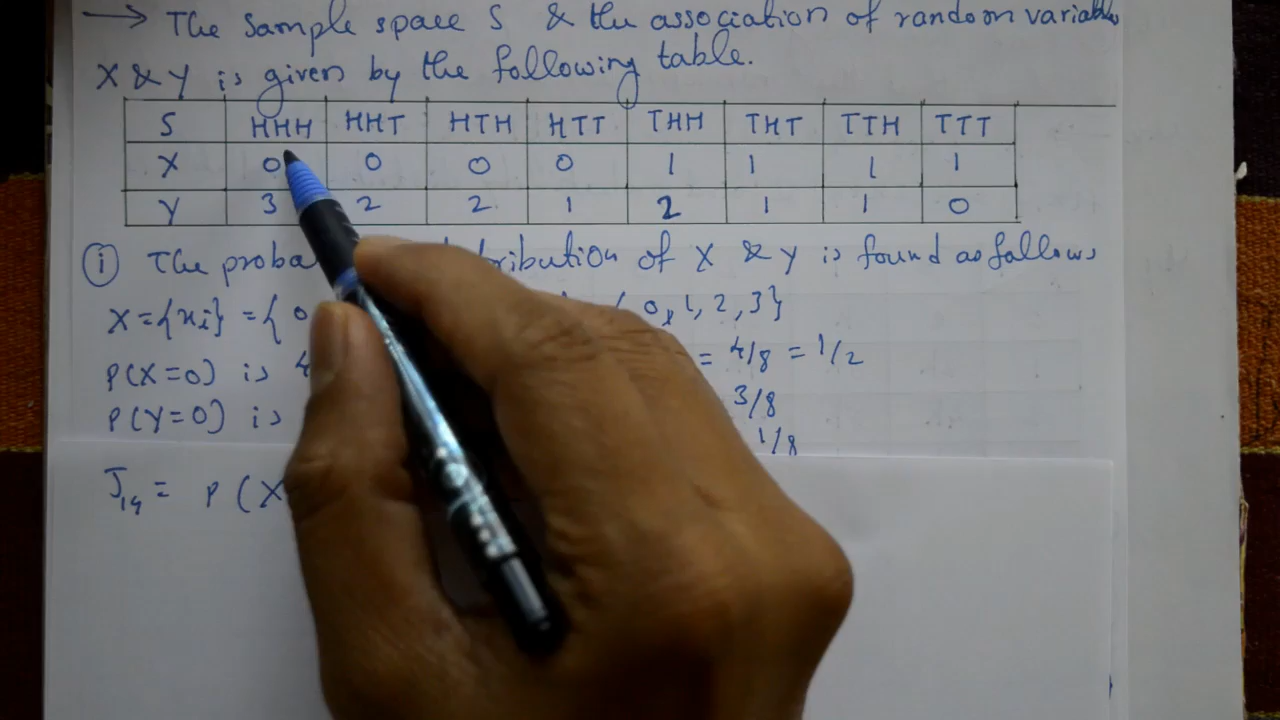 → The Sample space S & the association of random variable
X & Y is given by the following table.
S HHH HHT HTH HTT THH THT TTH TTT
X 0 0 0 0 1 1 1 1
Y 3 2 2 1 2 1 1 0
(i) The proba tribution of X & Y is found as follows
X = {xi} = { 0 0, 1, 2, 3}
P(X=0) is 4 = 4/8 = 1/2
P(Y=0) is 3/8
1/8
J14 = P(X